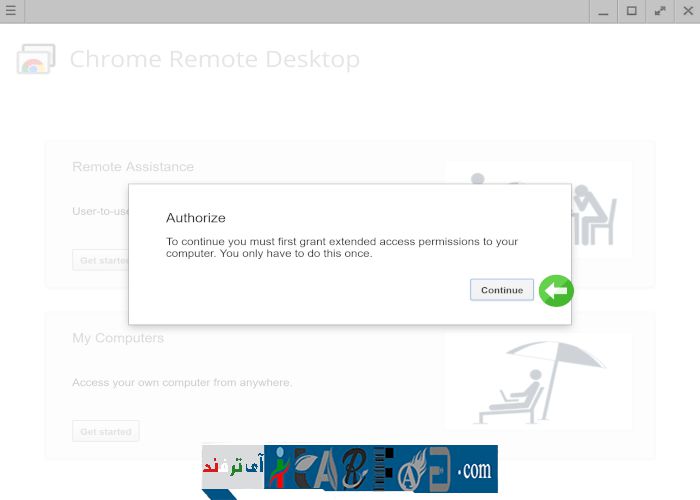 Chrome Remote Desktop
Remote Assistance
User-to-use
Get started
Authorize
To continue you must first grant extended access permissions to your
computer. You only have to do this once.
Continue
My Computers
Access your own computer from anywhere.
Get started
آی ترفند
.com